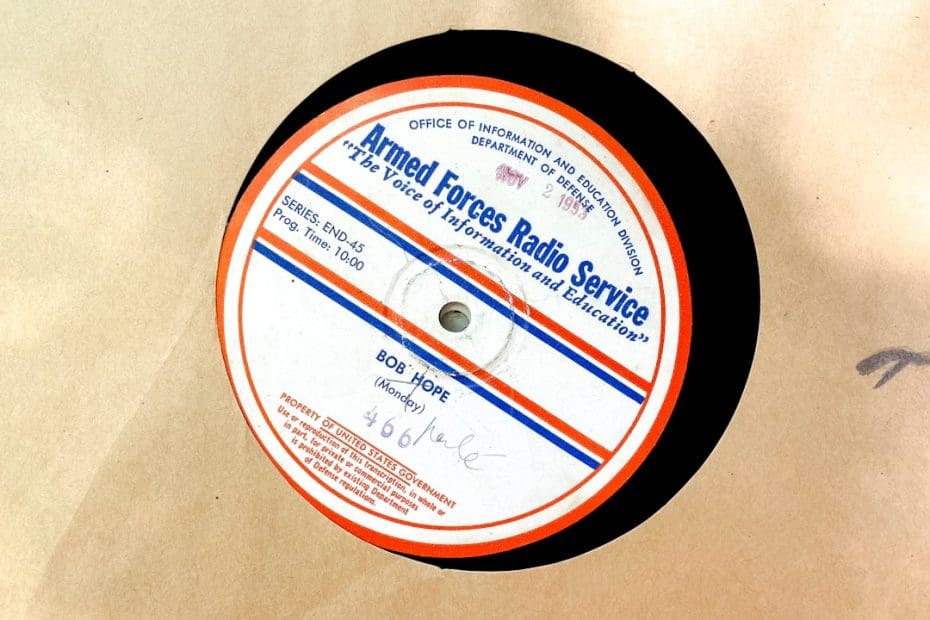 OFFICE OF INFORMATION AND EDUCATION DIVISION
DEPARTMENT OF DEFENSE
NOV 2 1953
Armed Forces Radio Service
"The Voice of Information and Education"
SERIES: END-45
Prog. Time: 10:00
BOB HOPE
(Monday)
466
PROPERTY OF UNITED STATES GOVERNMENT
Use or reproduction of this transcription, in whole or
in part, for private or commercial purposes
is prohibited by existing Department
of Defense regulations.